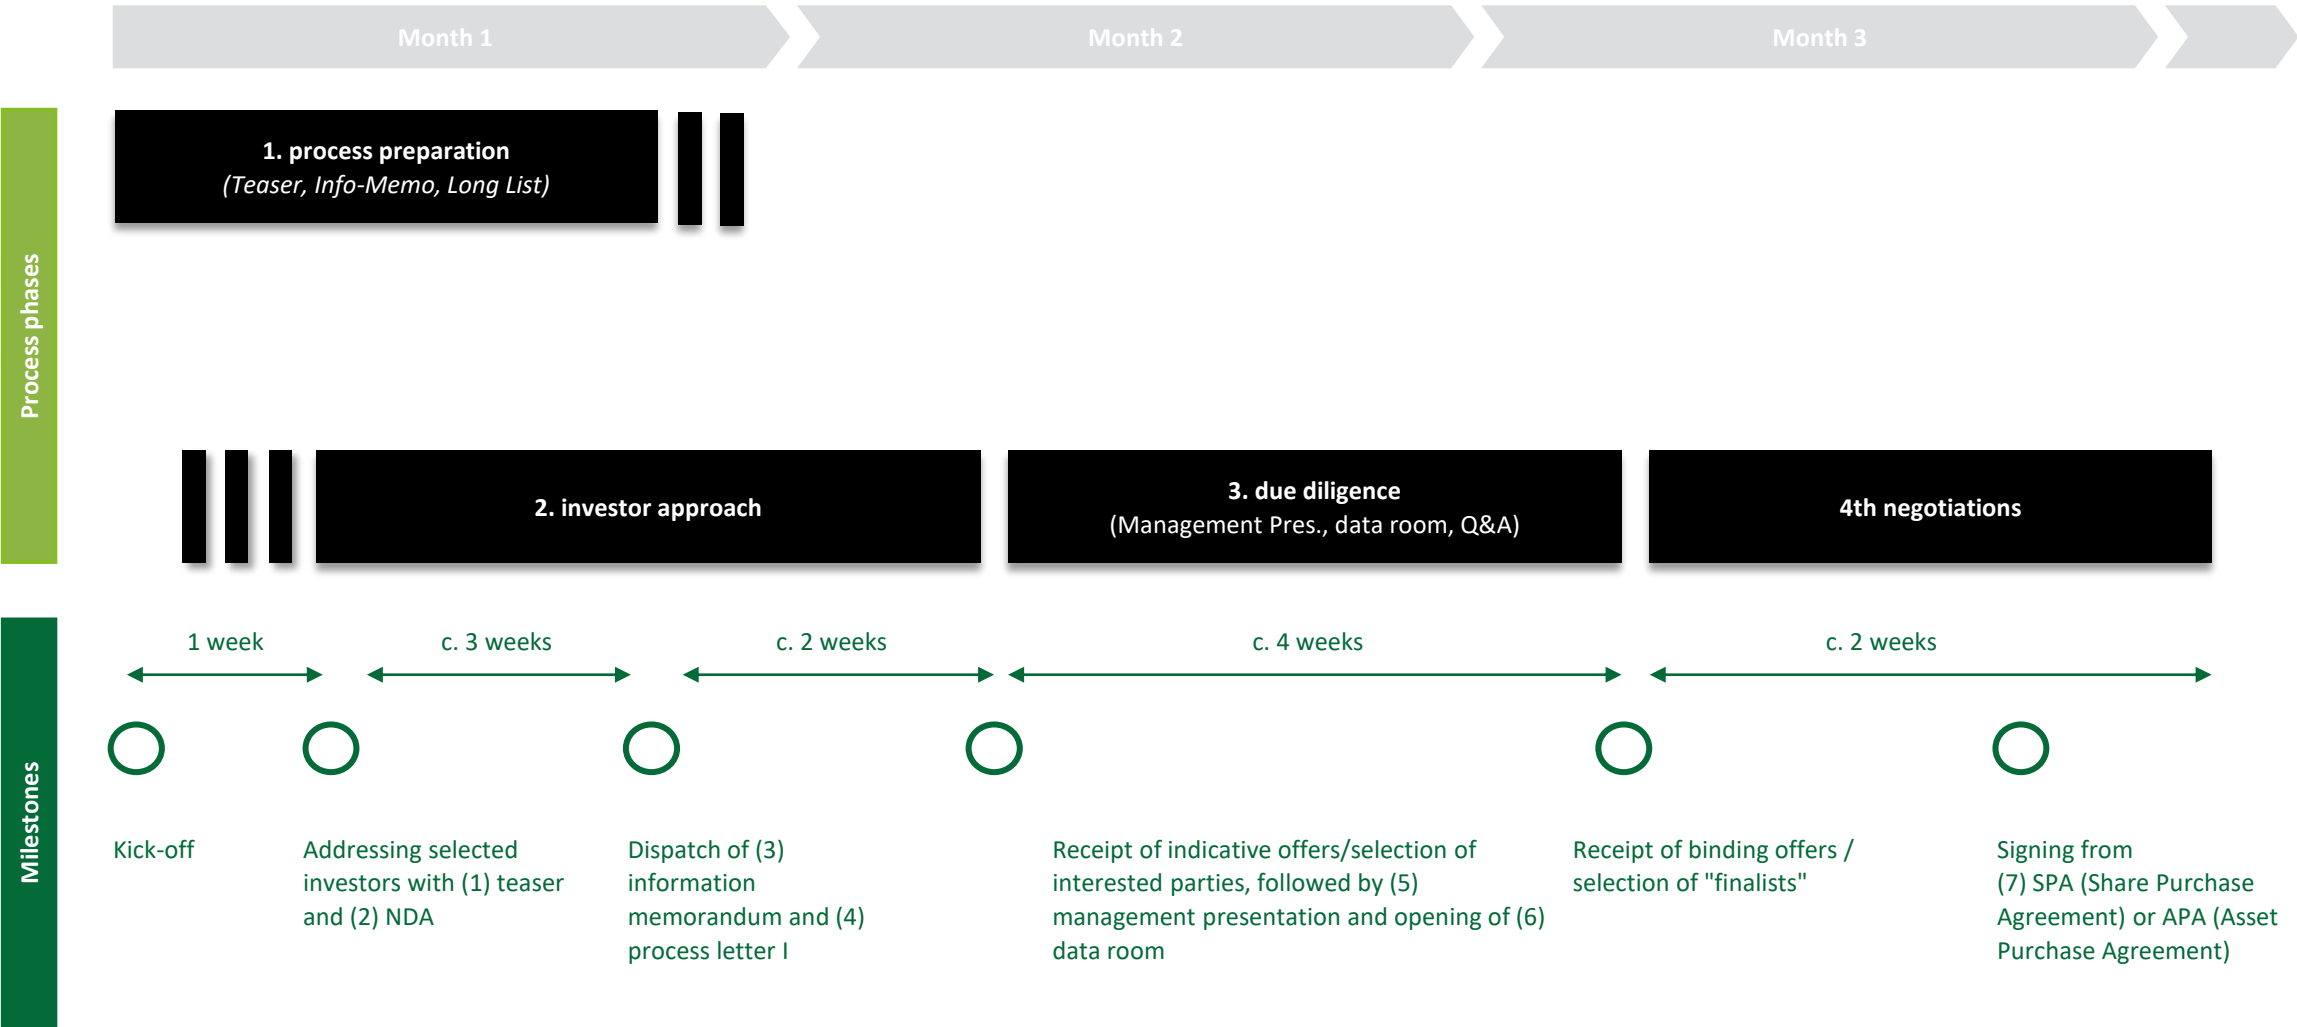 Month 1
Month 2
Month 3
Process phases
1. process preparation
(Teaser, Info-Memo, Long List)
2. investor approach
3. due diligence
(Management Pres., data room, Q&A)
4th negotiations
Milestones
1 week
c. 3 weeks
c. 2 weeks
c. 4 weeks
c. 2 weeks
Kick-off
Addressing selected
investors with (1) teaser
and (2) NDA
Dispatch of (3)
information
memorandum and (4)
process letter I
Receipt of indicative offers/selection of
interested parties, followed by (5)
management presentation and opening of (6)
data room
Receipt of binding offers /
selection of "finalists"
Signing from
(7) SPA (Share Purchase
Agreement) or APA (Asset
Purchase Agreement)